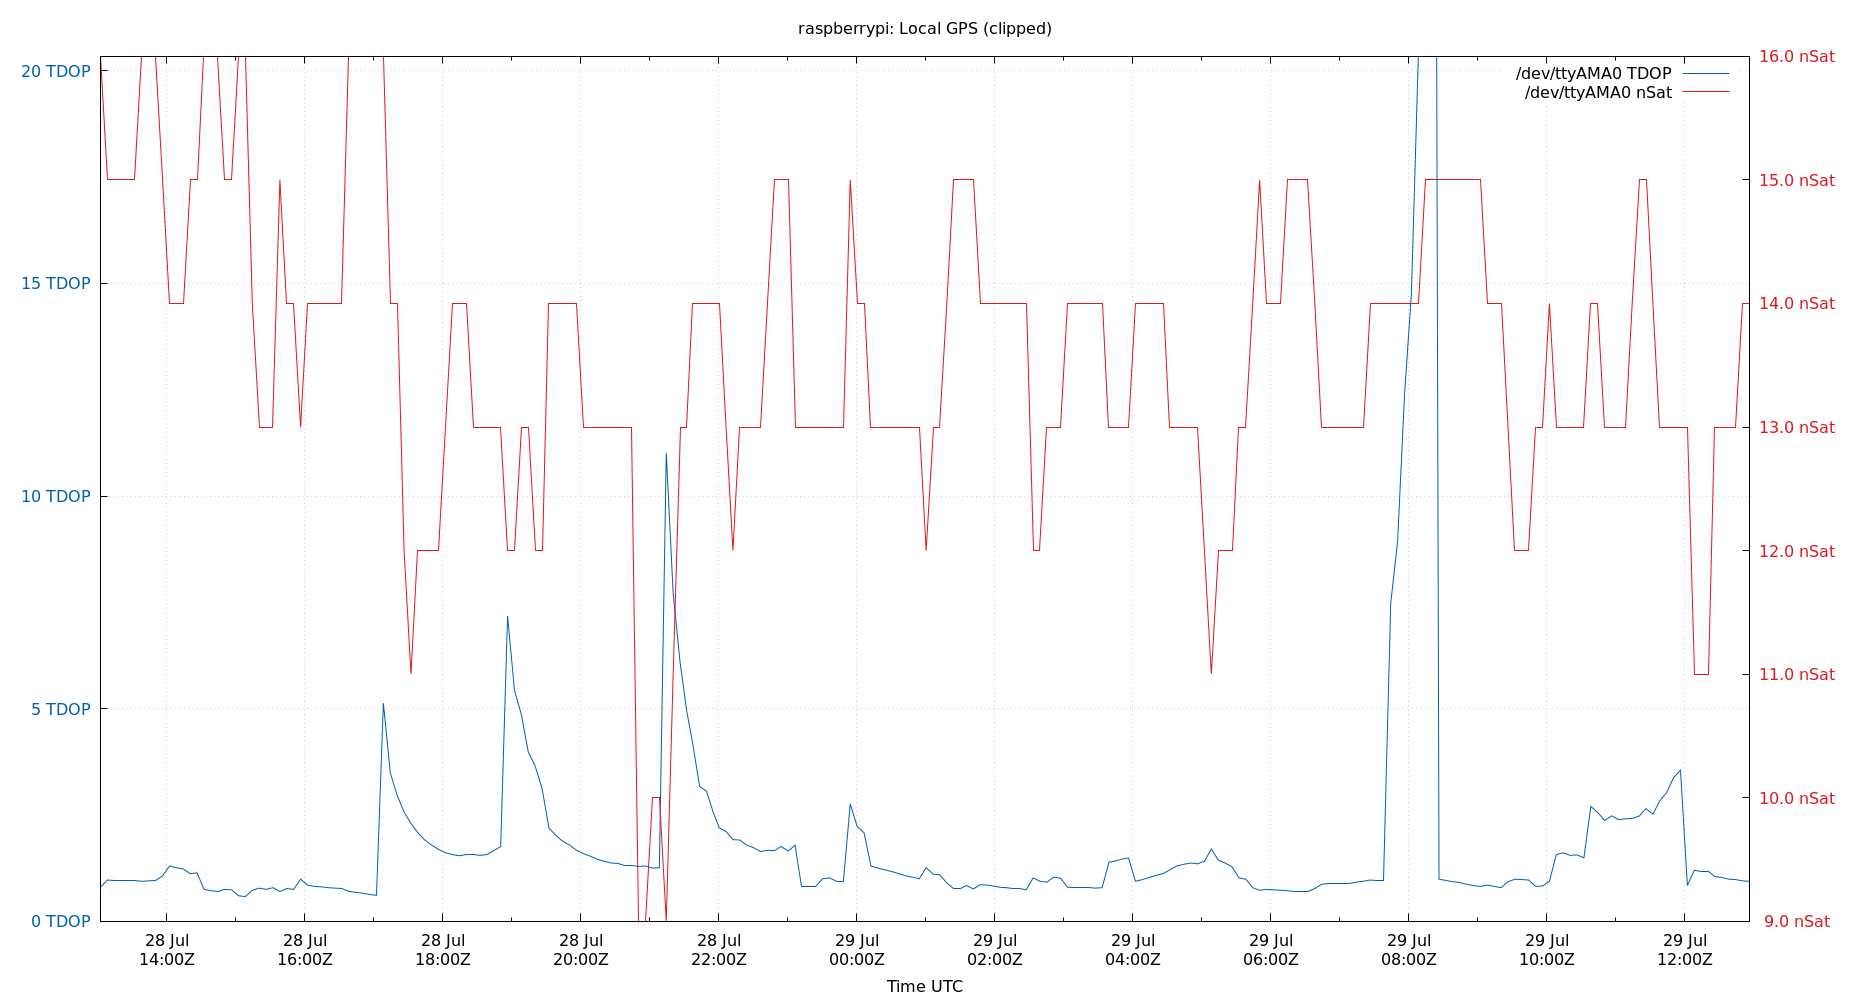 raspberrypi: Local GPS (clipped)
20 TDOP
15 TDOP
10 TDOP
5 TDOP
0 TDOP
/dev/ttyAMA0 TDOP
/dev/ttyAMA0 nSat
16.0 nSat
15.0 nSat
14.0 nSat
13.0 nSat
12.0 nSat
11.0 nSat
10.0 nSat
9.0 nSat
28 Jul
14:00Z
28 Jul
16:00Z
28 Jul
18:00Z
28 Jul
20:00Z
28 Jul
22:00Z
29 Jul
00:00Z
29 Jul
02:00Z
29 Jul
04:00Z
29 Jul
06:00Z
29 Jul
08:00Z
29 Jul
10:00Z
29 Jul
12:00Z
Time UTC